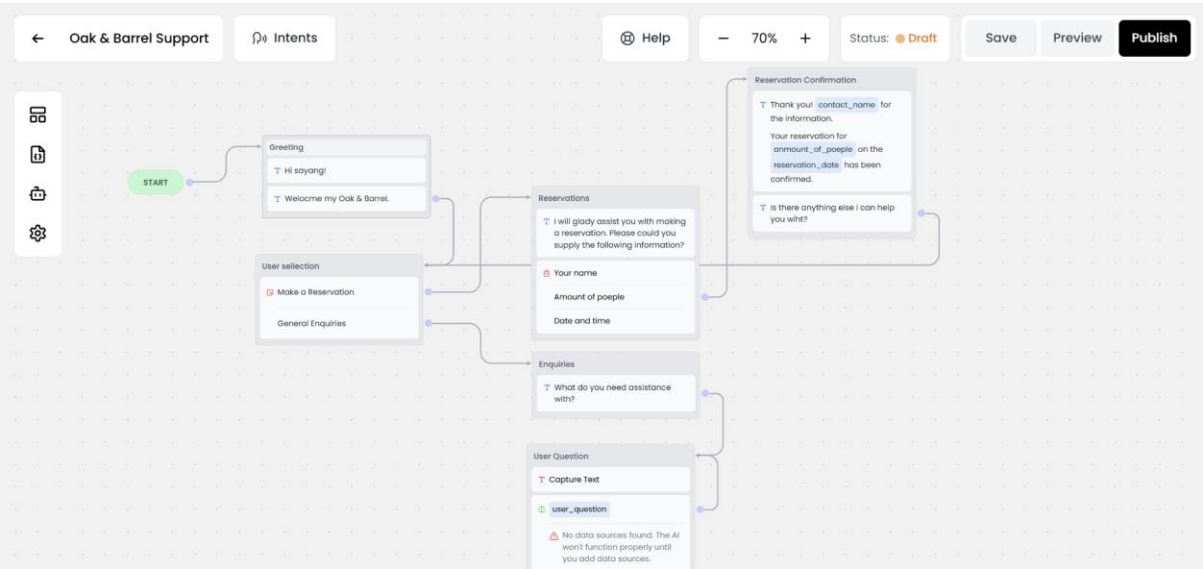 Oak & Barrel Support
Intents
Help
70%
Status: Draft
Save
Preview
Publish
START
Greeting
Hi sayang!
Welocme my Oak & Barrel.
User sellection
Make a Reservation
General Enquiries
Reservations
I will glady assist you with making
a reservation. Please could you
supply the following information?
Your name
Amount of poeple
Date and time
Reservation Confirmation
Thank you! contact_name for
the information.
Your reservation for
anmount_of_poeple on the
reservation_date has been
confirmed.
Is there anything else i can help
you wiht?
Enquiries
What do you need assistance
with?
User Question
Capture Text
user_question
No data sources found. The AI
won't function properly until
you add data sources.